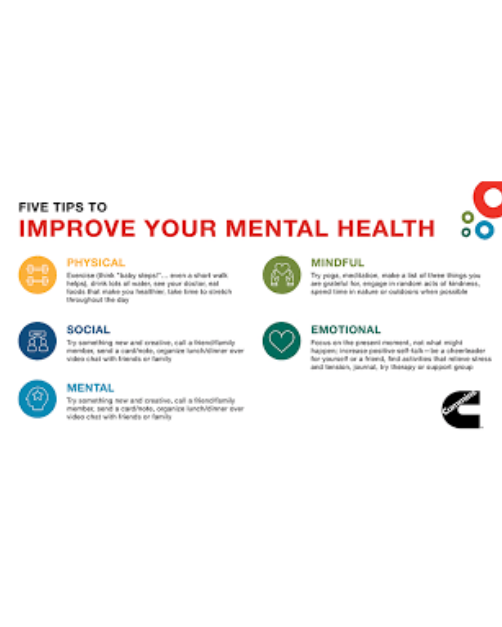 FIVE TIPS TO
IMPROVE YOUR MENTAL HEALTH
PHYSICAL
Exercise (think "baby steps!"... even a short walk
helps), drink lots of water, see your doctor, eat
foods that make you healthier, take time to stretch
throughout the day
SOCIAL
Try something new and creative, call a friend/family
member, send a card/note, organize lunch/dinner over
video chat with friends or family
MENTAL
Try something new and creative, call a friend/family
member, send a card/note, organize lunch/dinner over
video chat with friends or family
MINDFUL
Try yoga, meditation, make a list of three things you
are grateful for, engage in random acts of kindness,
spend time in nature or outdoors when possible
EMOTIONAL
Focus on the present moment, not what might
happen; increase positive self-talk—be a cheerleader
for yourself or a friend, find activities that relieve stress
and tension, journal, try therapy or support group
Cummins